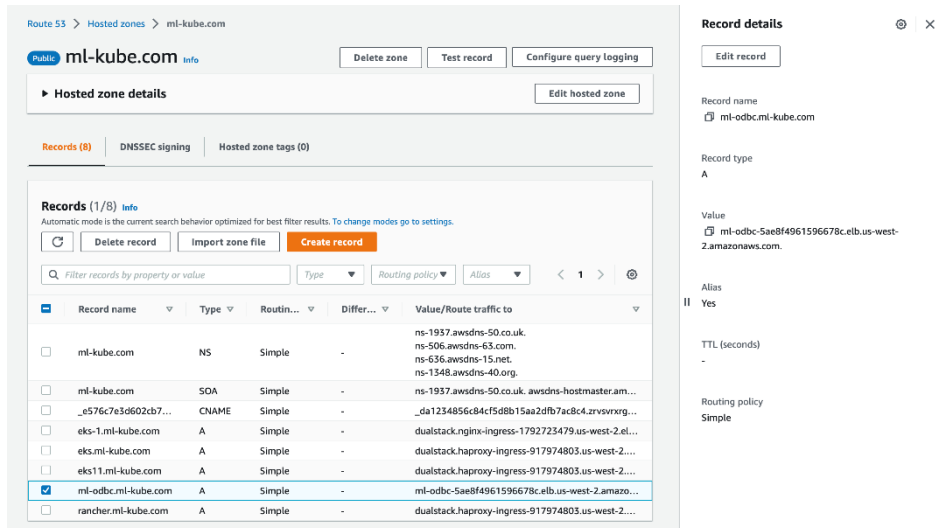 Route 53 > Hosted zones > ml-kube.com
Public ml-kube.com Info
Delete zone
Test record
Configure query logging
Hosted zone details
Edit hosted zone
Records (8)
DNSSEC signing
Hosted zone tags (0)
Records (1/8) Info
Automatic mode is the current search behavior optimized for best filter results. To change modes go to settings.
Delete record
Import zone file
Create record
Filter records by property or value
Type
Routing policy
Alias
< 1 >
Record name Type Routin... Differ... Value/Route traffic to
ns-1937.awsdns-50.co.uk.
ns-506.awsdns-63.com.
ml-kube.com NS Simple -
ns-636.awsdns-15.net.
ns-1348.awsdns-40.org.
ml-kube.com SOA Simple - ns-1937.awsdns-50.co.uk. awsdns-hostmaster.am...
_e576c7e3d602cb7... CNAME Simple - _da1234856c84cf5d8b15aa2dfb7ac8c4.zrvsvrxrg...
eks-1.ml-kube.com A Simple - dualstack.nginx-ingress-1792723479.us-west-2.el...
eks.ml-kube.com A Simple - dualstack.haproxy-ingress-917974803.us-west-2....
eks11.ml-kube.com A Simple - dualstack.haproxy-ingress-917974803.us-west-2....
ml-odbc.ml-kube.com A Simple - ml-odbc-5ae8f4961596678c.elb.us-west-2.amazo...
rancher.ml-kube.com A Simple - dualstack.haproxy-ingress-917974803.us-west-2....
Record details
Edit record
Record name
ml-odbc.ml-kube.com
Record type
A
Value
ml-odbc-5ae8f4961596678c.elb.us-west-
2.amazonaws.com.
Alias
Yes
TTL (seconds)
-
Routing policy
Simple